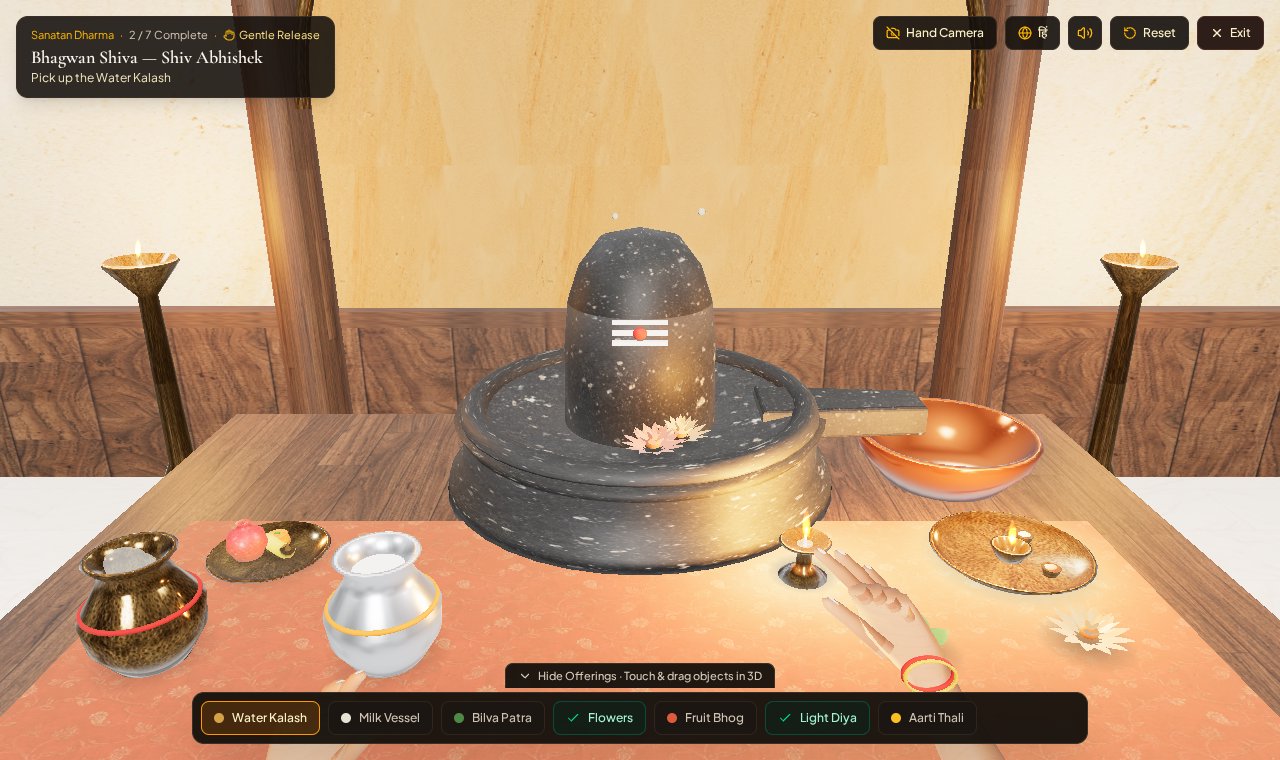 Sanatan Dharma · 2 / 7 Complete · Gentle Release
Bhagwan Shiva — Shiv Abhishek
Pick up the Water Kalash
Hand Camera
हिं
Reset
Exit
Hide Offerings · Touch & drag objects in 3D
Water Kalash
Milk Vessel
Bilva Patra
Flowers
Fruit Bhog
Light Diya
Aarti Thali